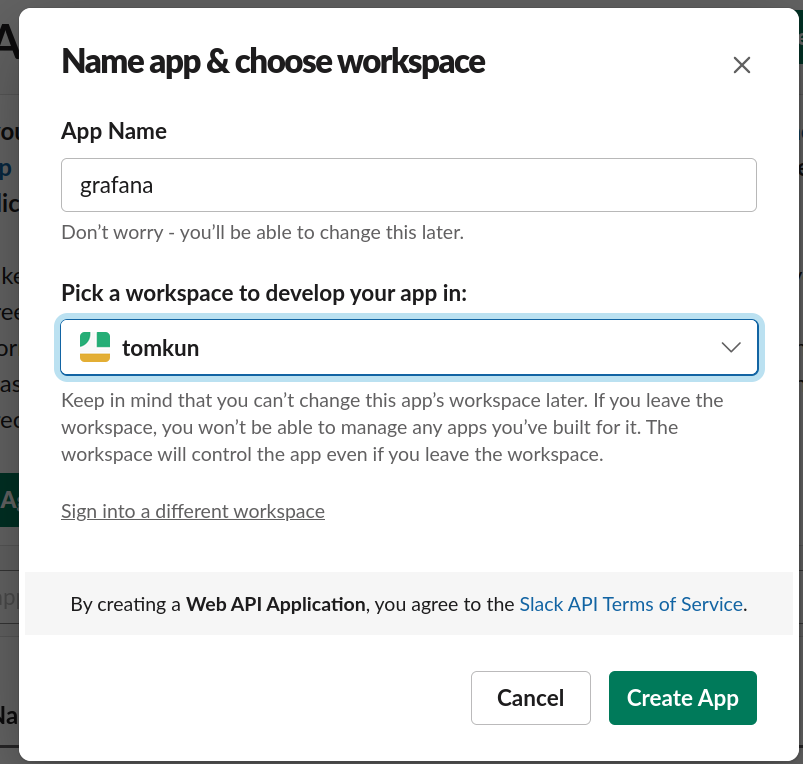 Name app & choose workspace
App Name
grafana
Don’t worry - you’ll be able to change this later.
Pick a workspace to develop your app in:
tomkun
Keep in mind that you can’t change this app’s workspace later. If you leave the
workspace, you won’t be able to manage any apps you’ve built for it. The
workspace will control the app even if you leave the workspace.
Sign into a different workspace
By creating a Web API Application, you agree to the Slack API Terms of Service.
Cancel
Create App